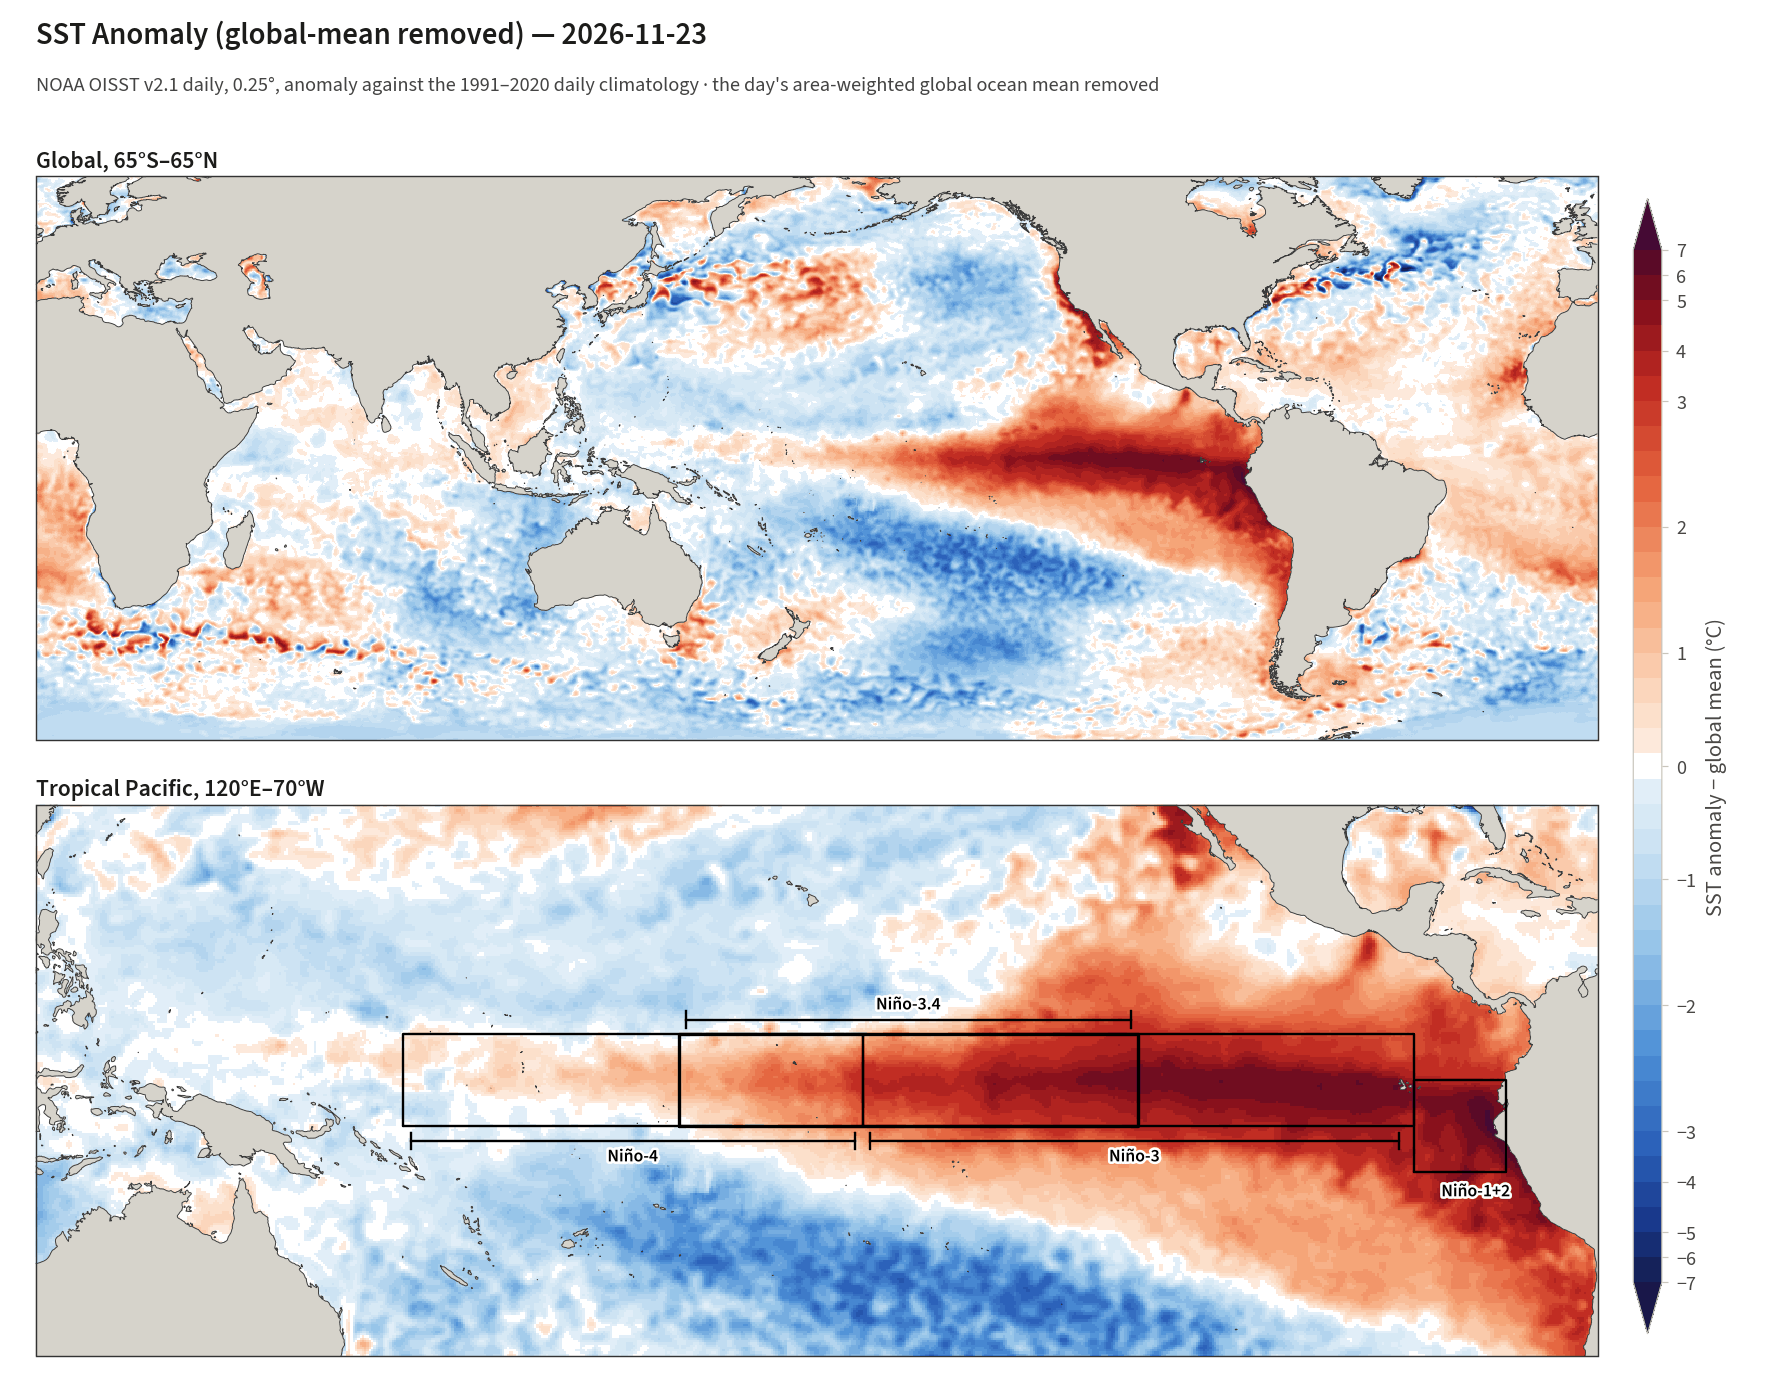 SST Anomaly (global-mean removed) — 2026-11-23
NOAA OISST v2.1 daily, 0.25°, anomaly against the 1991–2020 daily climatology · the day's area-weighted global ocean mean removed
Global, 65°S–65°N
7
6
5
4
3
2
1
0
−1
−2
−3
−4
−5
−6
−7
SST anomaly − global mean (°C)
Tropical Pacific, 120°E–70°W
Niño-3.4
Niño-4
Niño-3
Niño-1+2